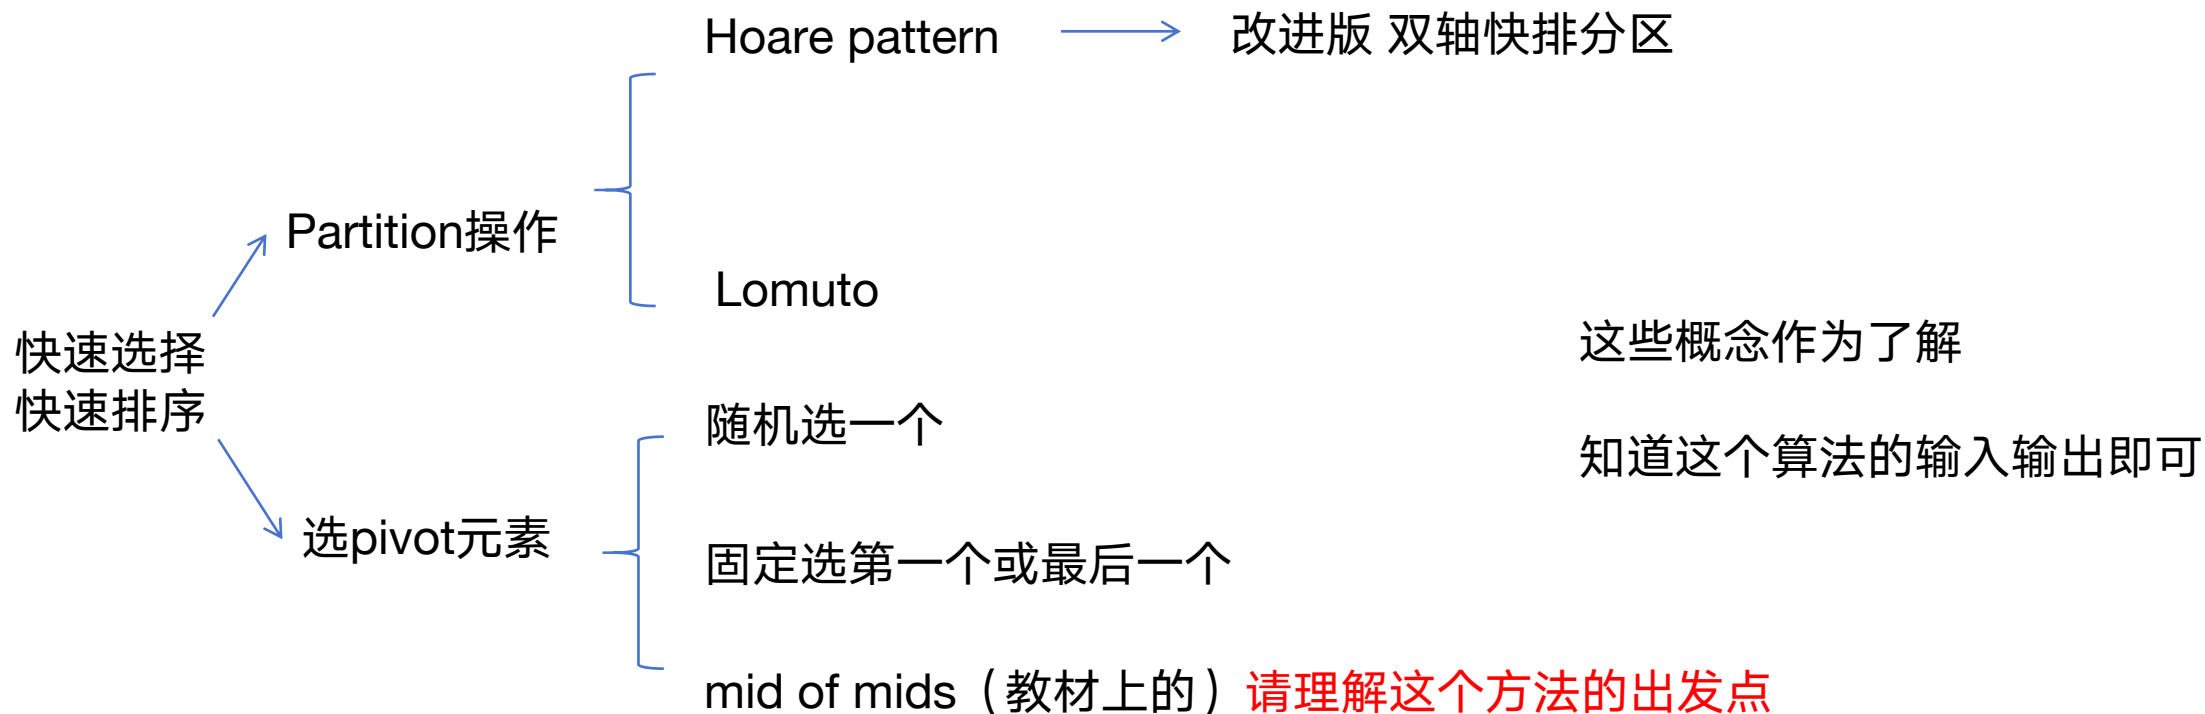 Hoare pattern
改进版 双轴快排分区
Partition操作
Lomuto
快速选择
快速排序
这些概念作为了解
随机选一个
知道这个算法的输入输出即可
选pivot元素
固定选第一个或最后一个
mid of mids（教材上的）请理解这个方法的出发点